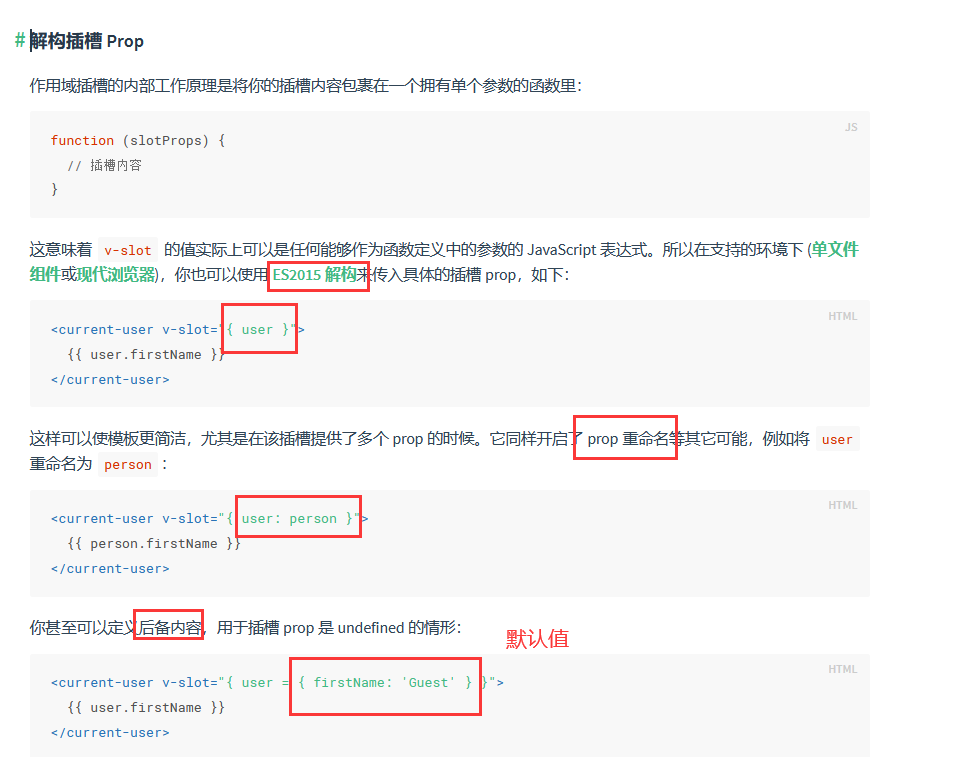 # 解构插槽 Prop
作用域插槽的内部工作原理是将你的插槽内容包裹在一个拥有单个参数的函数里：
JS
function (slotProps) {
// 插槽内容
}
这意味着 v-slot 的值实际上可以是任何能够作为函数定义中的参数的 JavaScript 表达式。所以在支持的环境下 (单文件
组件或现代浏览器)，你也可以使用 ES2015 解构来传入具体的插槽 prop，如下：
HTML
<current-user v-slot="{ user }">
{{ user.firstName }}
</current-user>
这样可以使模板更简洁，尤其是在该插槽提供了多个 prop 的时候。它同样开启了 prop 重命名等其它可能，例如将 user
重命名为 person：
HTML
<current-user v-slot="{ user: person }">
{{ person.firstName }}
</current-user>
你甚至可以定义后备内容，用于插槽 prop 是 undefined 的情形：
默认值
HTML
<current-user v-slot="{ user = { firstName: 'Guest' } }">
{{ user.firstName }}
</current-user>